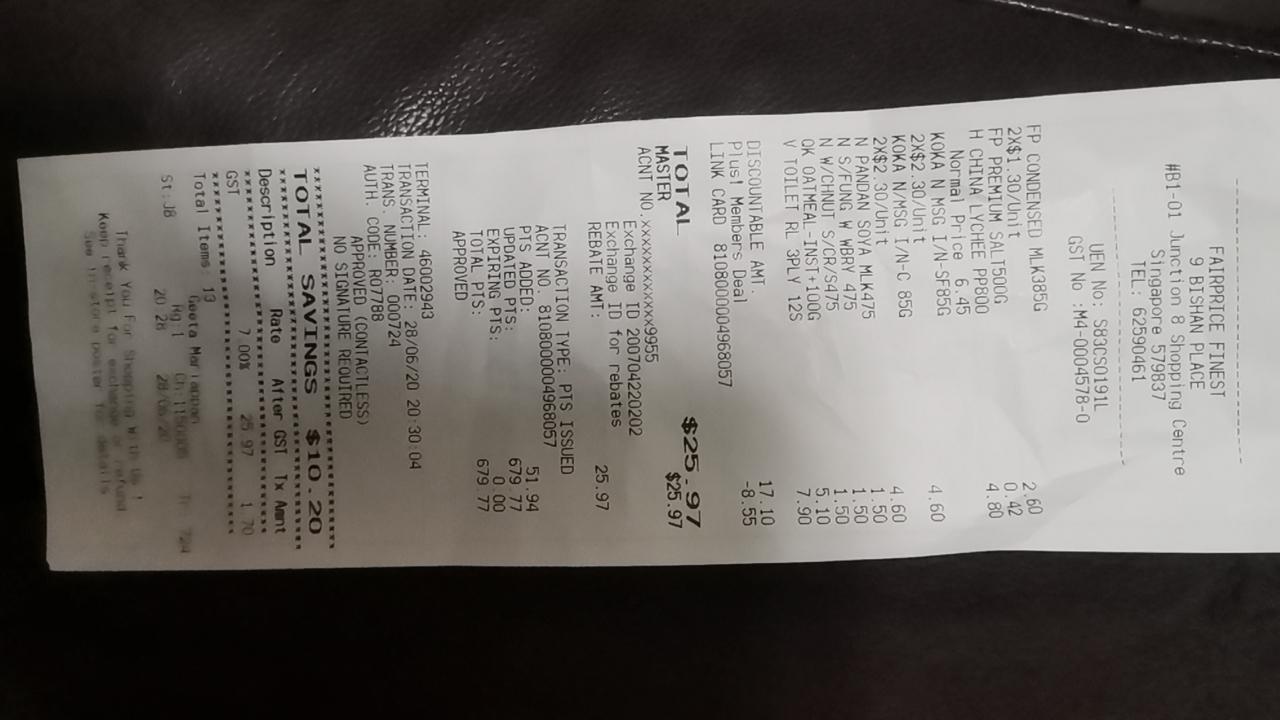 FAIRPRICE FINEST
9 BISHAN PLACE
#B1-01 Junction 8 Shopping Centre
Singapore 579837
TEL: 62590461
UEN No: S83CS0191L
GST No :M4-0004578-0
FP CONDENSED MLK385G
2X$1.30/Unit 2.60
FP PREMIUM SALT500G 0.42
H CHINA LYCHEE PP800 4.80
Normal Price 6.45
KOKA N MSG I/N-SF85G
2X$2.30/Unit 4.60
KOKA N/MSG I/N-C 85G
2X$2.30/Unit 4.60
N PANDAN SOYA MLK475 1.50
N S/FUNG W WBRY 475 1.50
N W/CHNUT S/CR/S475 1.50
OK OATMEAL-INST+100G 5.10
V TOILET RL 3PLY 12S 7.90
DISCOUNTABLE AMT. 17.10
Plus! Members Deal -8.55
LINK CARD 8108000004968057
TOTAL $25.97
MASTER $25.97
ACNT NO.xxxxxxxxxxxx9955
Exchange ID 200704220202
Exchange ID for rebates
REBATE AMT: 25.97
TRANSACTION TYPE: PTS ISSUED
ACNT NO. 8108000004968057
PTS ADDED: 51.94
UPDATED PTS: 679.77
EXPIRING PTS: 0.00
TOTAL PTS: 679.77
APPROVED
TERMINAL: 46002943
TRANSACTION DATE: 28/06/20 20:30:04
TRANS. NUMBER: 000724
AUTH. CODE: R07788
APPROVED (CONTACTLESS)
NO SIGNATURE REQUIRED
TOTAL SAVINGS $10.20
Description Rate After GST Tx Amnt
GST 7.00% 25.97 1.70
Total Items: 13
Geeta Mariappan
St:J8 Rg:1 Tr: 724
20:28 28/06/20
Thank You For Shopping With Us !
Keep receipt for exchange or refund
See in-store poster for details